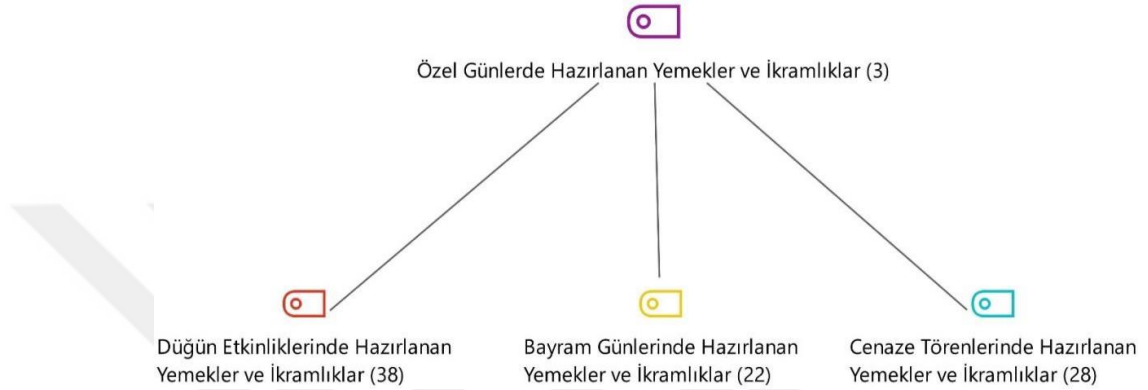 Özel Günlerde Hazırlanan Yemekler ve İkramlıklar (3)
Düğün Etkinliklerinde Hazırlanan
Yemekler ve İkramlıklar (38)
Bayram Günlerinde Hazırlanan
Yemekler ve İkramlıklar (22)
Cenaze Törenlerinde Hazırlanan
Yemekler ve İkramlıklar (28)